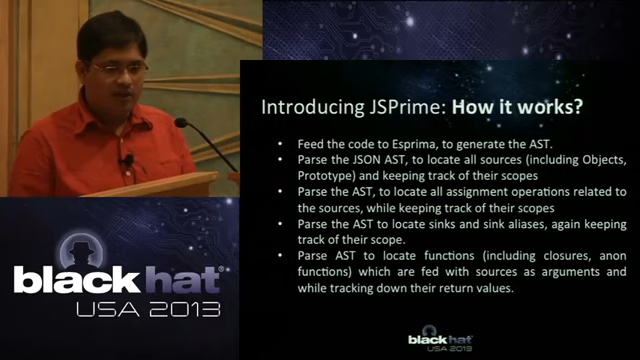 Introducing JSPrime: How it works?
• Feed the code to Esprima, to generate the AST.
• Parse the JSON AST, to locate all sources (including Objects,
Prototype) and keeping track of their scopes
• Parse the AST, to locate all assignment operations related to
the sources, while keeping track of their scopes
• Parse the AST to locate sinks and sink aliases, again keeping
track of their scope.
• Parse AST to locate functions (including closures, anon
functions) which are fed with sources as arguments and
while tracking down their return values.
black hat®
USA 2013
black hat
USA 2013